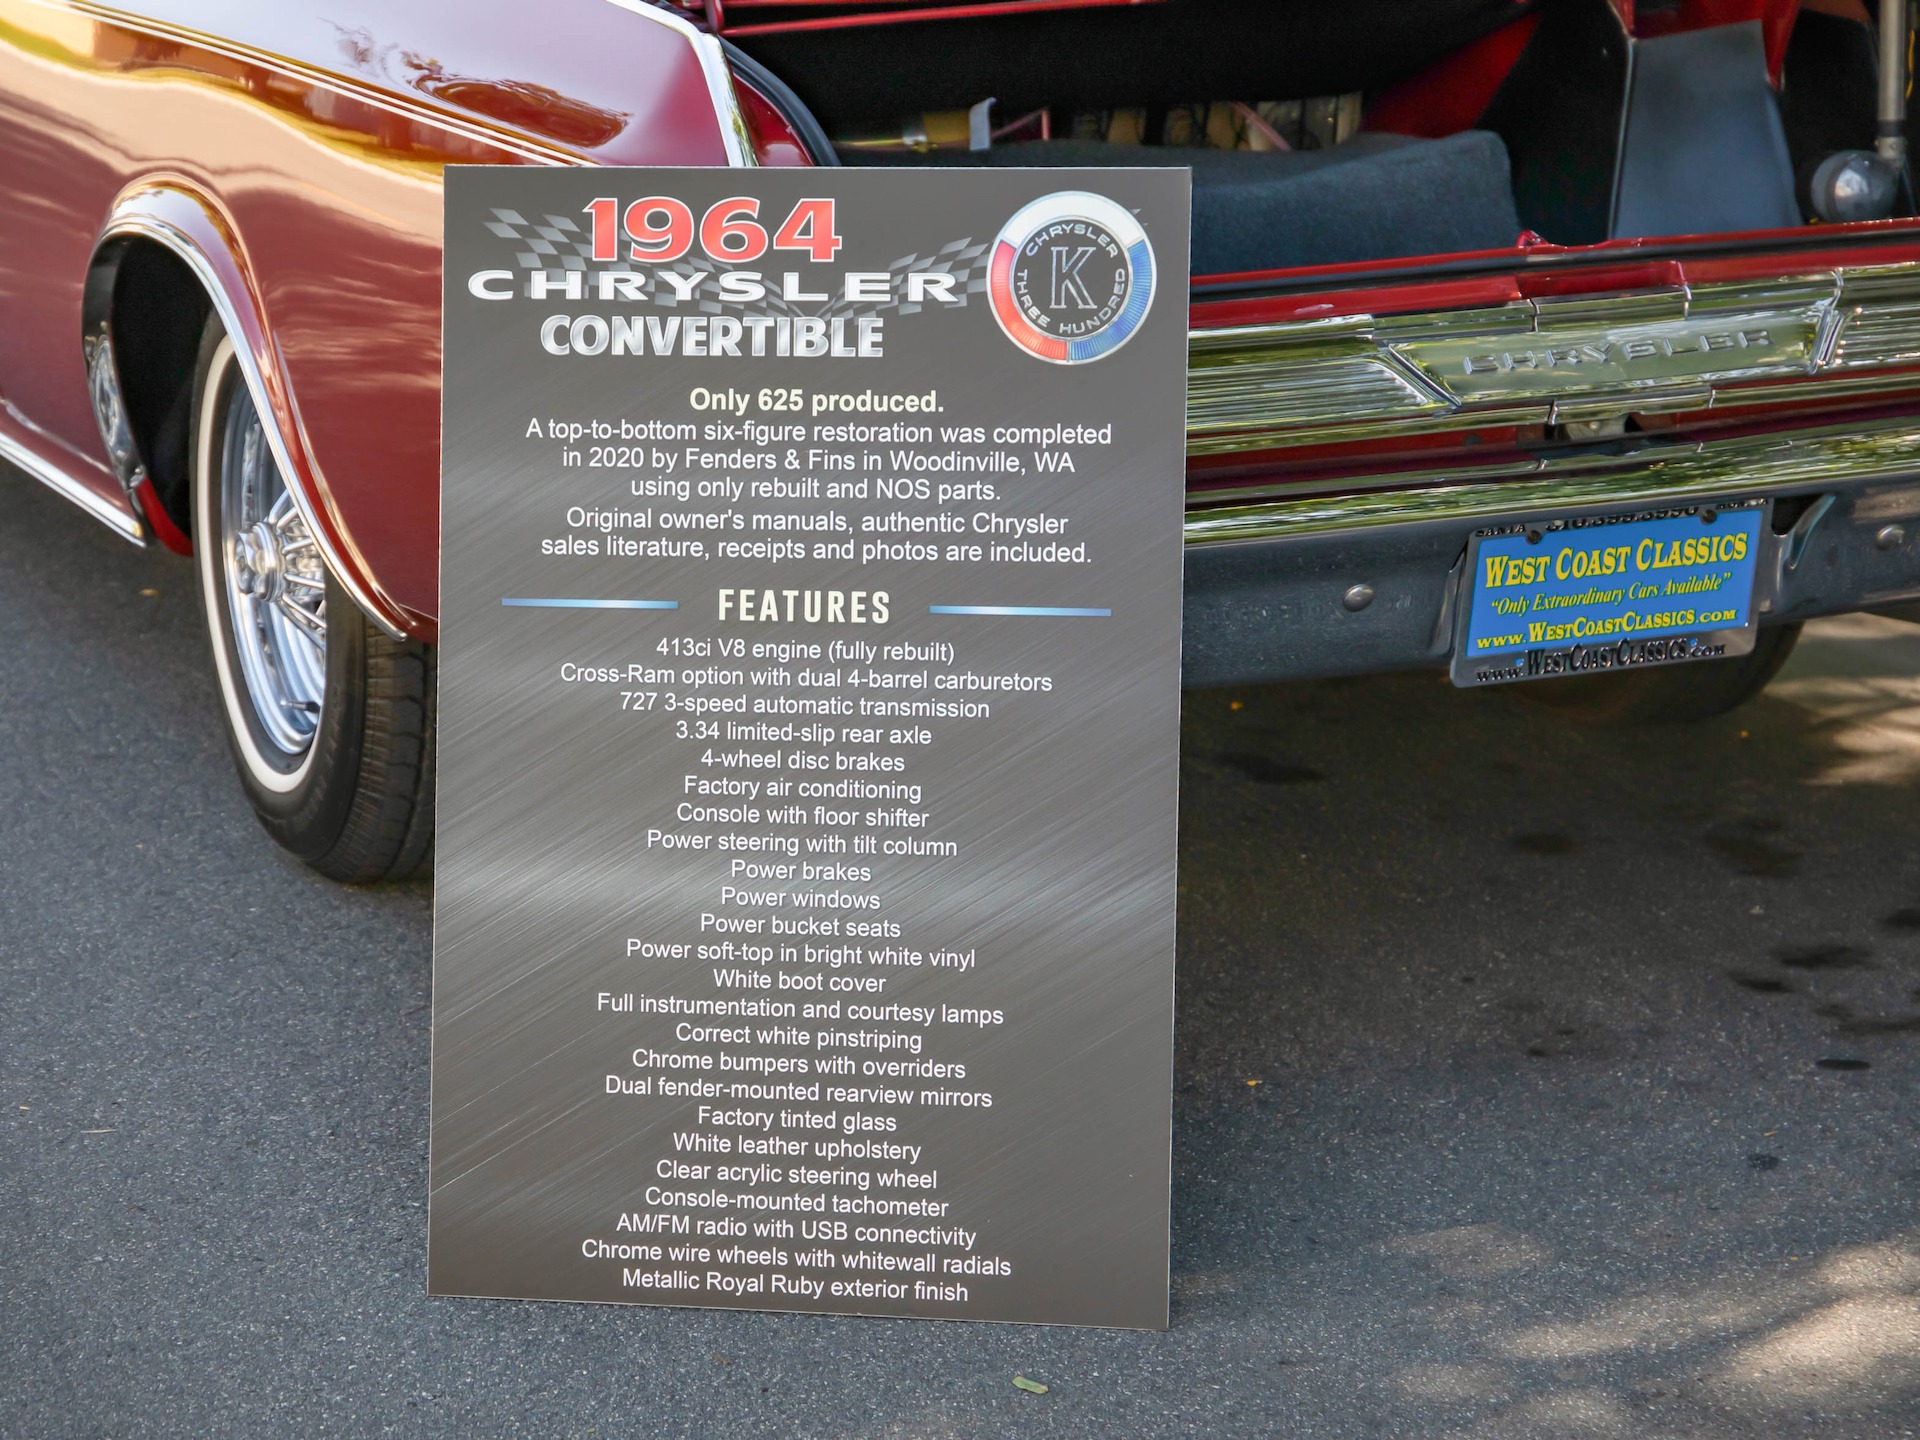 1964
CHRYSLER
CONVERTIBLE
CHRYSLER
K
THREE HUNDRED
Only 625 produced.
A top-to-bottom six-figure restoration was completed
in 2020 by Fenders & Fins in Woodinville, WA
using only rebuilt and NOS parts.
Original owner's manuals, authentic Chrysler
sales literature, receipts and photos are included.
FEATURES
413ci V8 engine (fully rebuilt)
Cross-Ram option with dual 4-barrel carburetors
727 3-speed automatic transmission
3.34 limited-slip rear axle
4-wheel disc brakes
Factory air conditioning
Console with floor shifter
Power steering with tilt column
Power brakes
Power windows
Power bucket seats
Power soft-top in bright white vinyl
White boot cover
Full instrumentation and courtesy lamps
Correct white pinstriping
Chrome bumpers with overriders
Dual fender-mounted rearview mirrors
Factory tinted glass
White leather upholstery
Clear acrylic steering wheel
Console-mounted tachometer
AM/FM radio with USB connectivity
Chrome wire wheels with whitewall radials
Metallic Royal Ruby exterior finish
CHRYSLER
WEST COAST CLASSICS
"Only Extraordinary Cars Available"
www.WESTCOASTCLASSICS.COM
www.WESTCOASTCLASSICS.COM